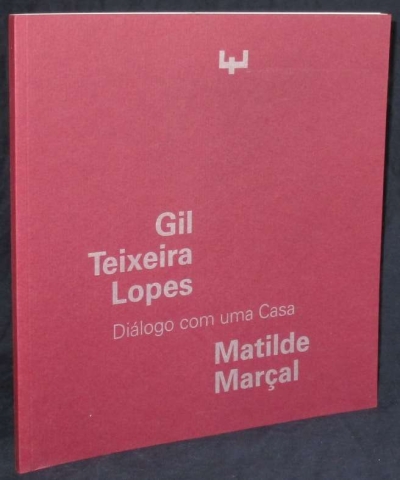 Gil
Teixeira
Lopes
Diálogo com uma Casa
Matilde
Marçal